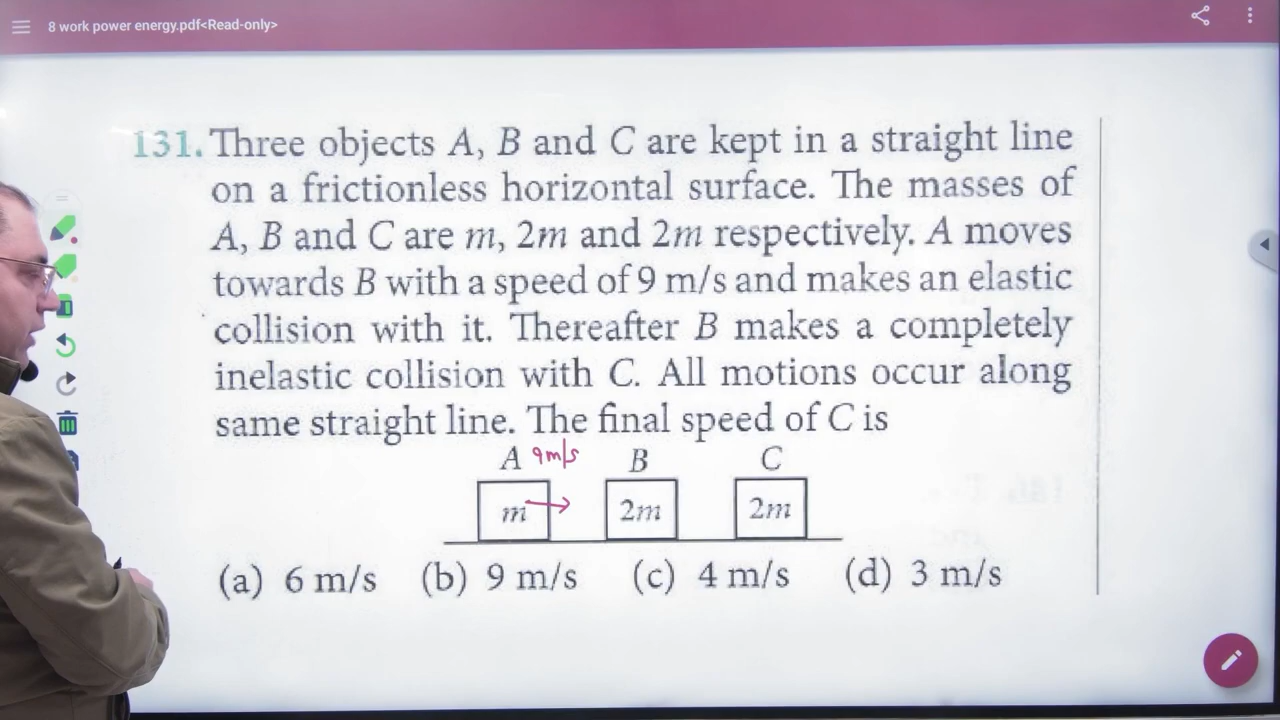 8 work power energy.pdf<Read-only>
131. Three objects A, B and C are kept in a straight line
on a frictionless horizontal surface. The masses of
A, B and C are m, 2m and 2m respectively. A moves
towards B with a speed of 9 m/s and makes an elastic
collision with it. Thereafter B makes a completely
inelastic collision with C. All motions occur along
same straight line. The final speed of C is
A 9m/s B C
m 2m 2m
(a) 6 m/s (b) 9 m/s (c) 4 m/s (d) 3 m/s